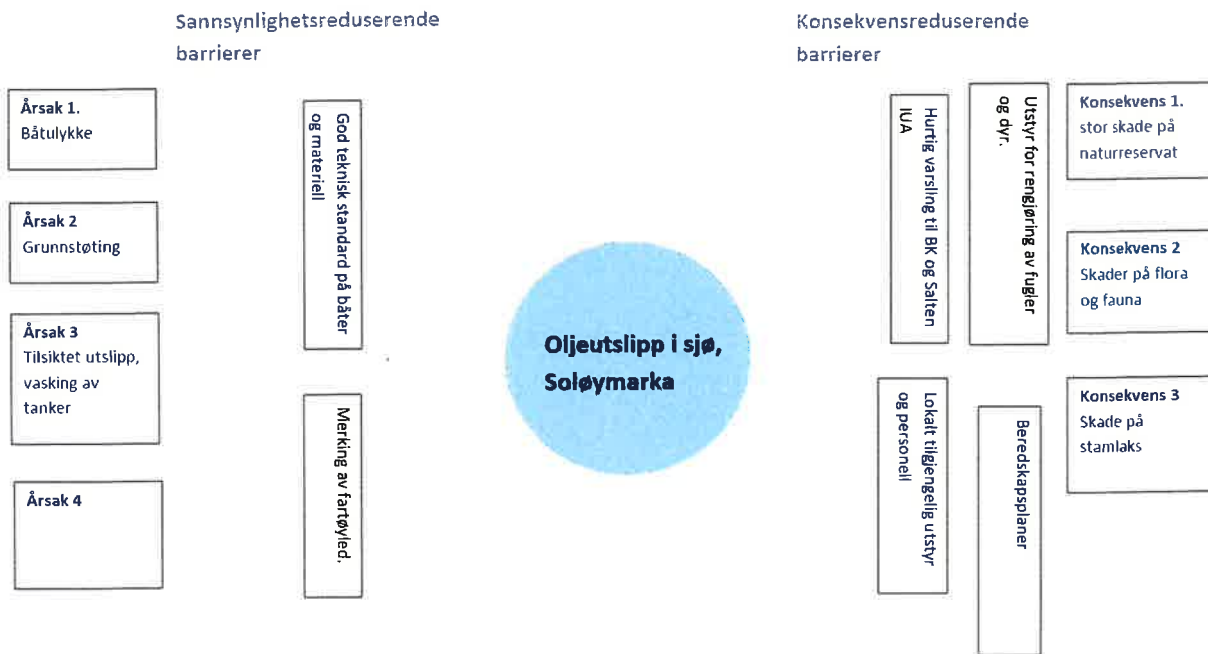 Sannsynlighetsreduserende
barrierer
Årsak 1.
Båtulykke
Årsak 2
Grunnstøting
Årsak 3
Tilsiktet utslipp,
vasking av
tanker
Årsak 4
God teknisk standard på båter
og materiell
Merking av fartøyled.
Oljeutslipp i sjø,
Soløymarka
Konsekvensreduserende
barrierer
Hurtig varsling til BK og Salten
IUA
Utstyr for rengjøring av fugler
og dyr.
Lokalt tilgjengelig utstyr
og personell
Beredskapsplaner
Konsekvens 1.
stor skade på
naturreservat
Konsekvens 2
Skader på flora
og fauna
Konsekvens 3
Skade på
stamlaks